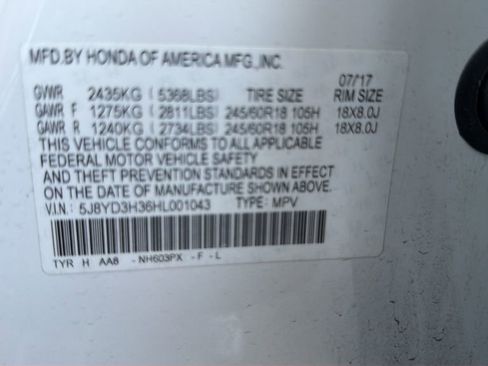 MFD.BY HONDA OF AMERICA MFG.,INC.
07/17
GVWR 2435KG ( 5368LBS) TIRE SIZE RIM SIZE
GAWR F 1275KG ( 2811LBS) 245/60R18 105H 18X8.0J
GAWR R 1240KG ( 2734LBS) 245/60R18 105H 18X8.0J
THIS VEHICLE CONFORMS TO ALL APPLICABLE
FEDERAL MOTOR VEHICLE SAFETY
AND THEFT PREVENTION STANDARDS IN EFFECT
ON THE DATE OF MANUFACTURE SHOWN ABOVE.
V.I.N.: 5J8YD3H36HL001043 TYPE: MPV
TYR H AA8 -NH603PX -F -L